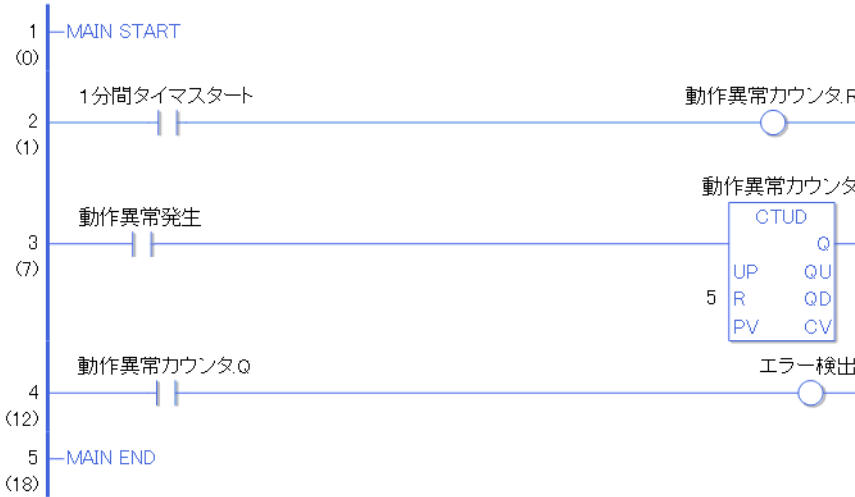 1 MAIN START
(0)
1分間タイマスタート 動作異常カウンタ.R
2
(1)
動作異常カウンタ
動作異常発生 CTUD
3 Q
(7)
UP QU
5 R QD
PV CV
動作異常カウンタ.Q エラー検出
4
(12)
5 MAIN END
(18)